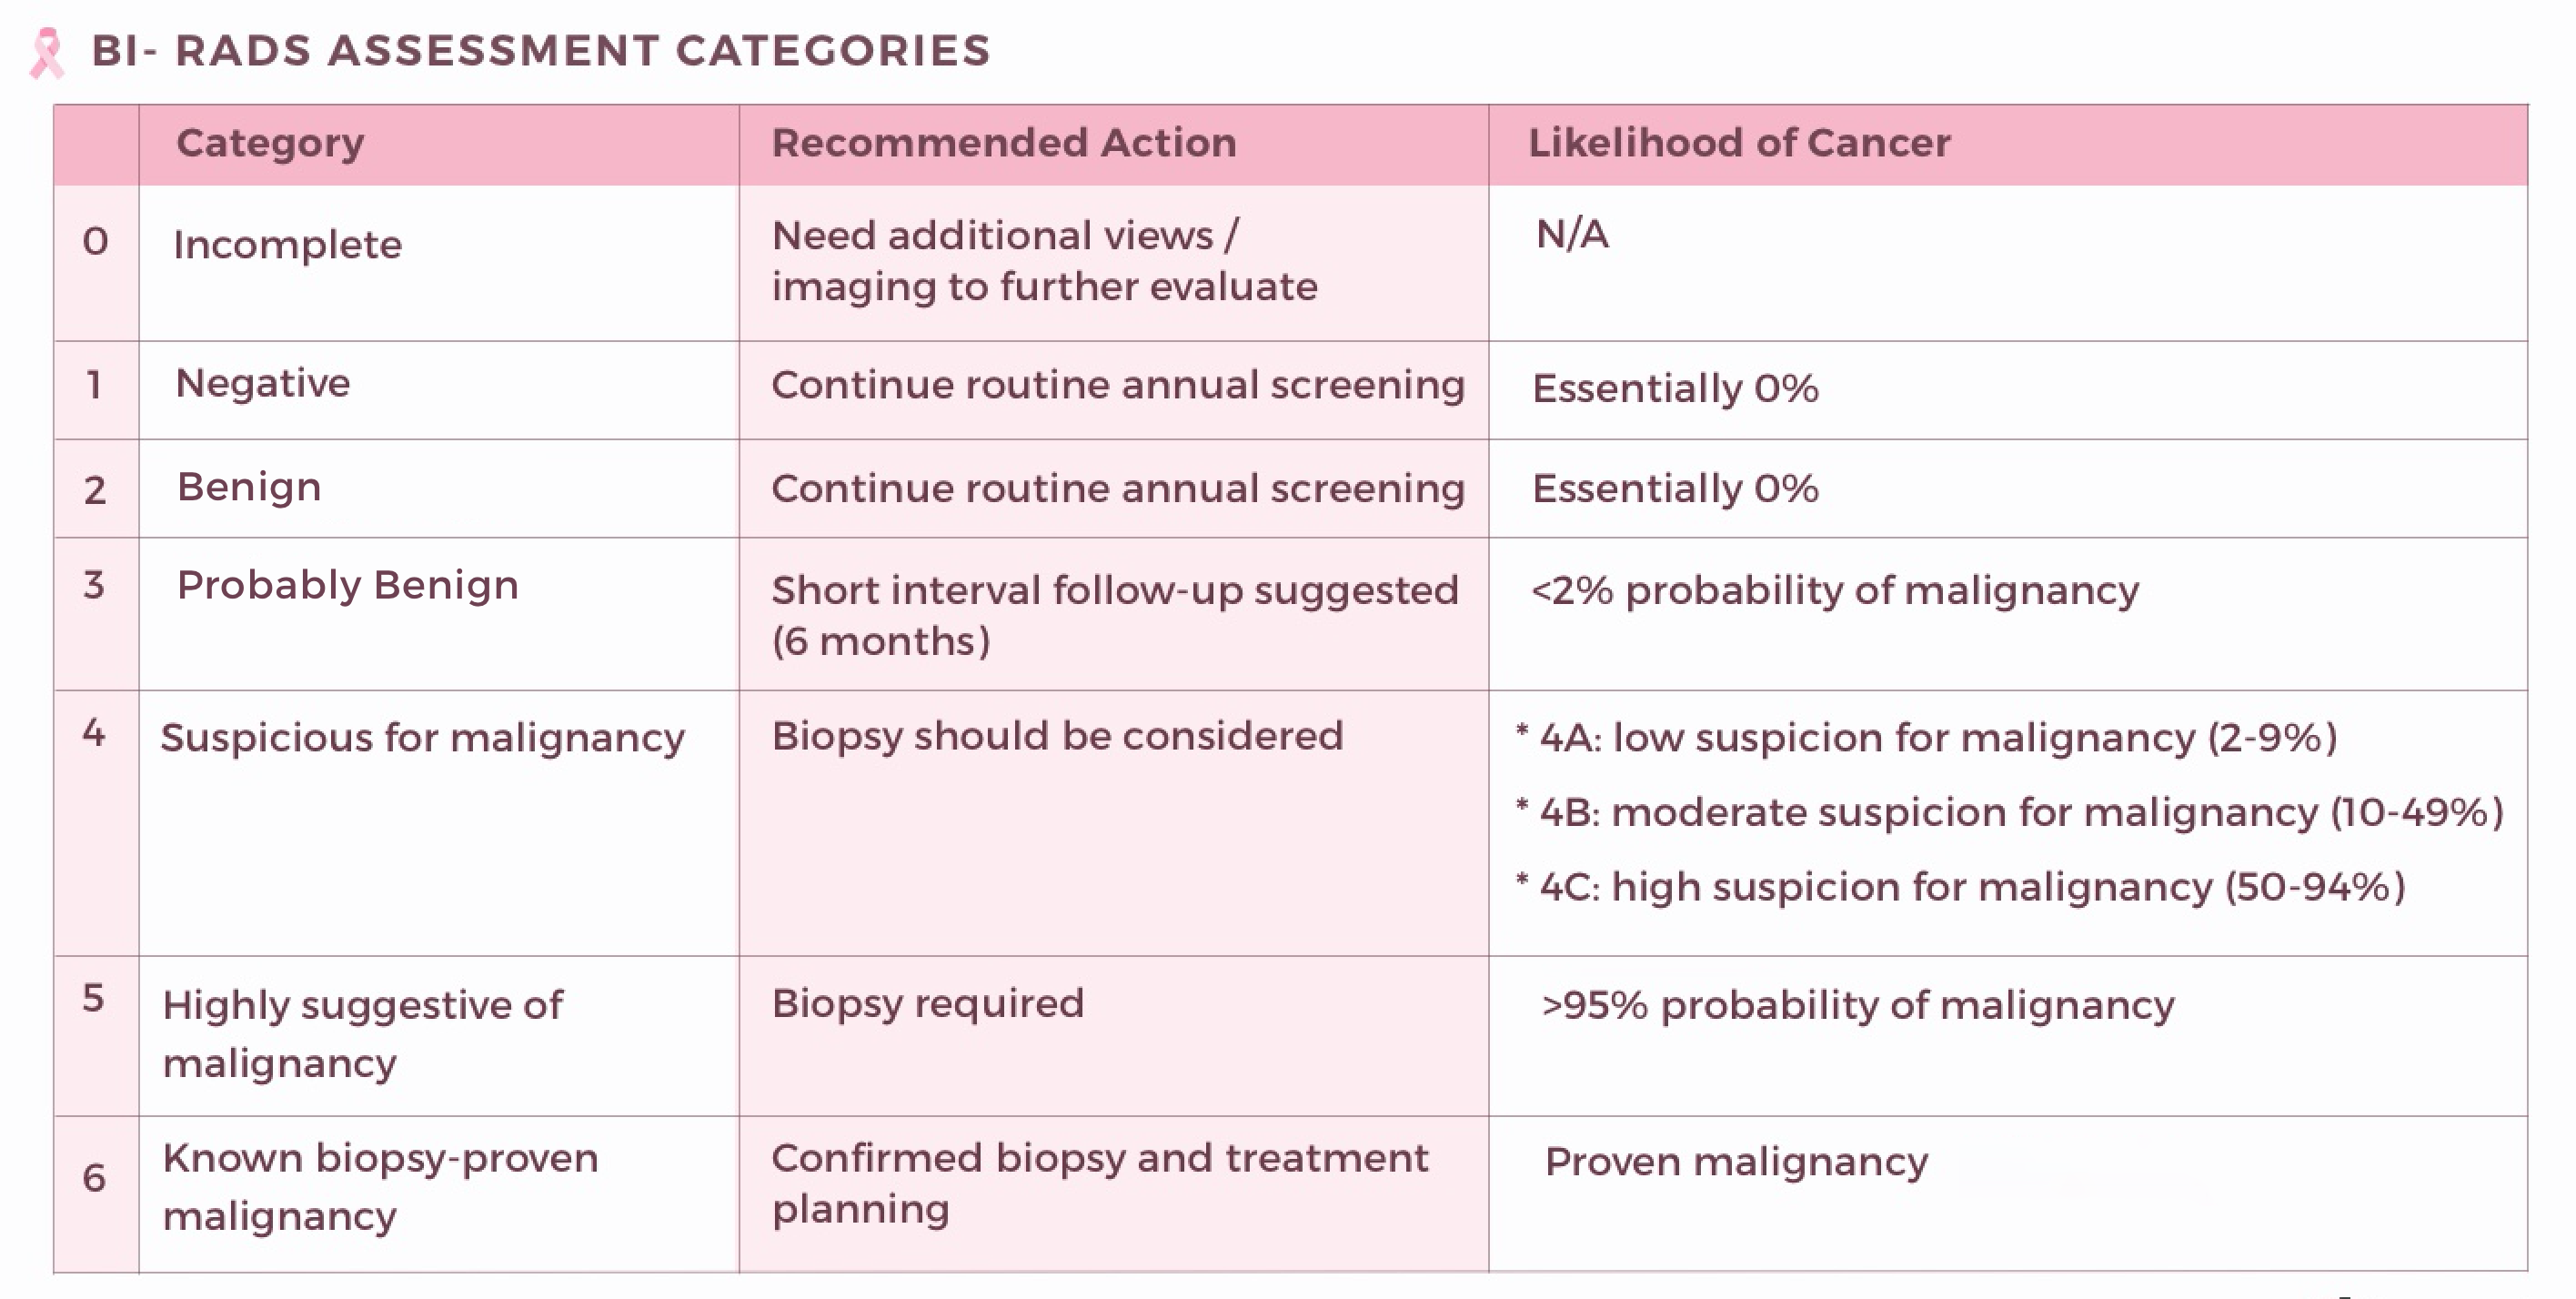 BI- RADS ASSESSMENT CATEGORIES
Category Recommended Action Likelihood of Cancer
0 Incomplete Need additional views / N/A
imaging to further evaluate
1 Negative Continue routine annual screening Essentially 0%
2 Benign Continue routine annual screening Essentially 0%
3 Probably Benign Short interval follow-up suggested <2% probability of malignancy
(6 months)
4 Suspicious for malignancy Biopsy should be considered * 4A: low suspicion for malignancy (2-9%)
* 4B: moderate suspicion for malignancy (10-49%)
* 4C: high suspicion for malignancy (50-94%)
5 Highly suggestive of Biopsy required >95% probability of malignancy
malignancy
6 Known biopsy-proven Confirmed biopsy and treatment Proven malignancy
malignancy planning